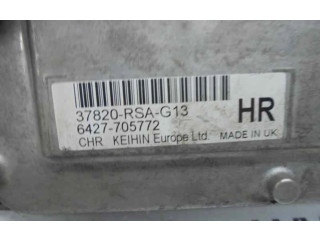 37820-RSA-G13
HR
6427-705772
CHR KEIHIN Europe Ltd. MADE IN UK